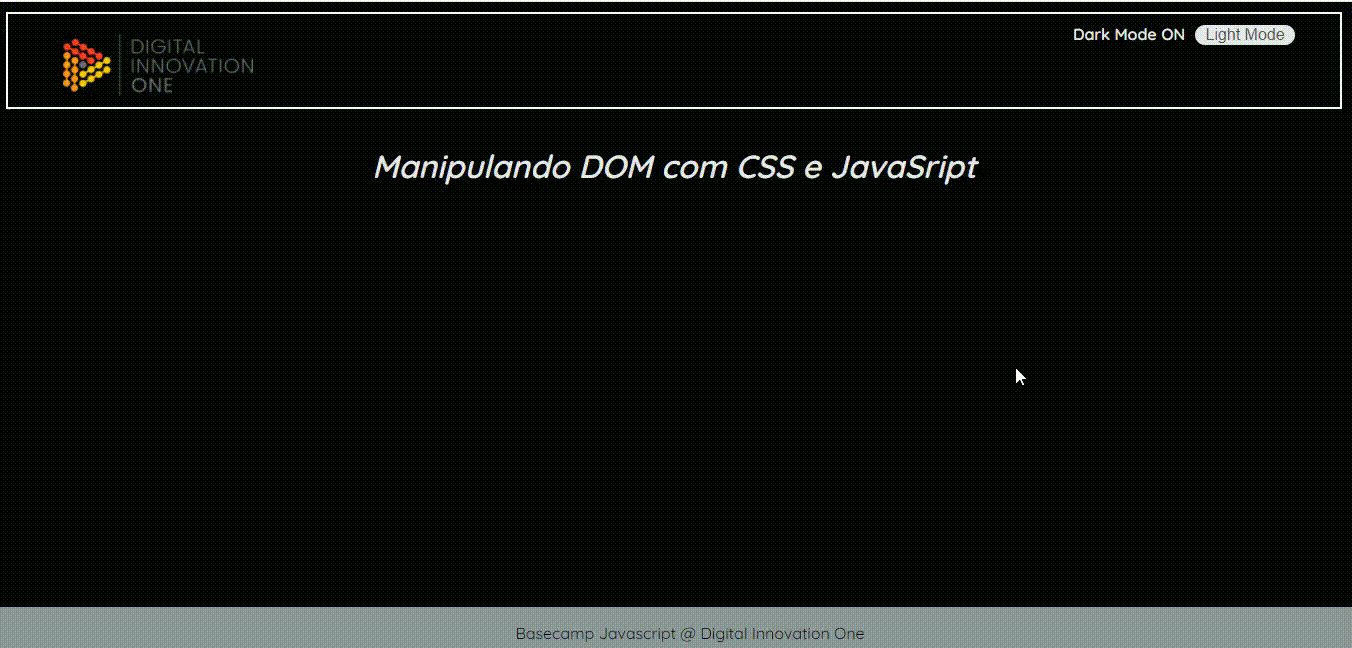 DIGITAL
INNOVATION
ONE
Dark Mode ON Light Mode
Manipulando DOM com CSS e JavaSript
Basecamp Javascript @ Digital Innovation One